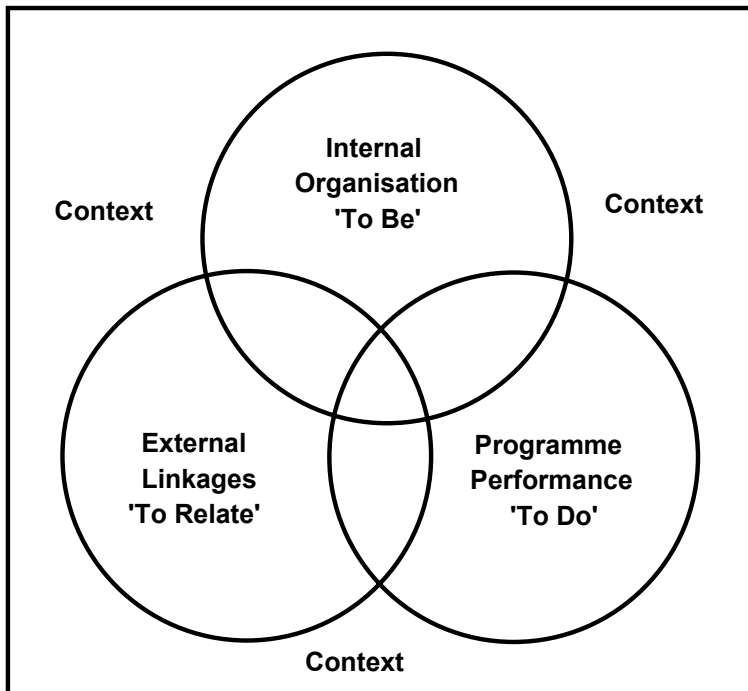 Internal
Organisation
'To Be'
Context
Context
External
Linkages
'To Relate'
Programme
Performance
'To Do'
Context